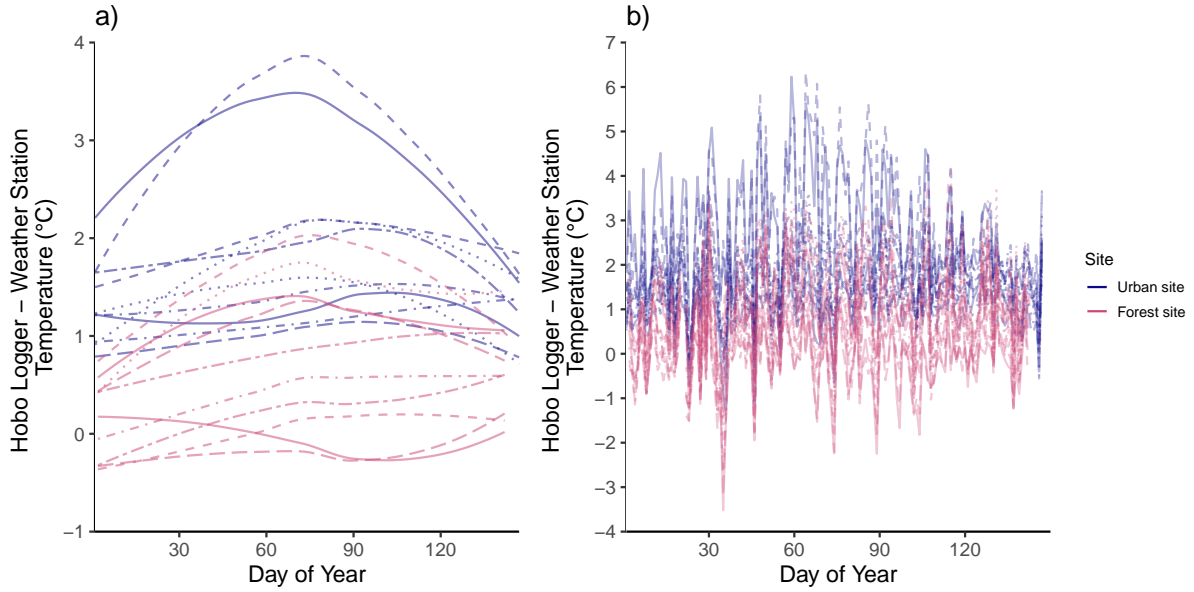 a)
Hobo Logger − Weather Station
Temperature (°C)
4
3
2
1
0
−1
30
60
90
120
Day of Year
b)
Hobo Logger − Weather Station
Temperature (°C)
7
6
5
4
3
2
1
0
−1
−2
−3
−4
30
60
90
120
Day of Year
Site
Urban site
Forest site